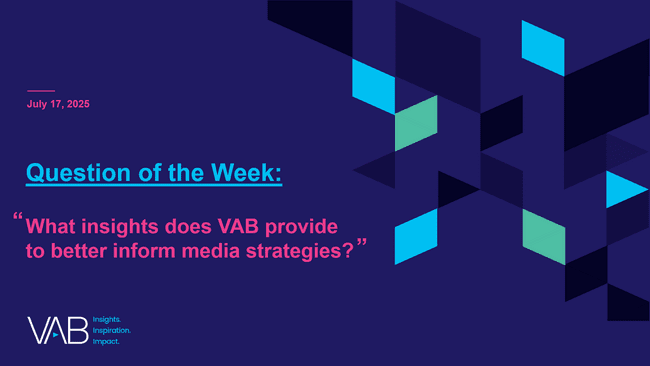 July 17, 2025
Question of the Week:
“What insights does VAB provide
to better inform media strategies?”
VAB
Insights.
Inspiration.
Impact.